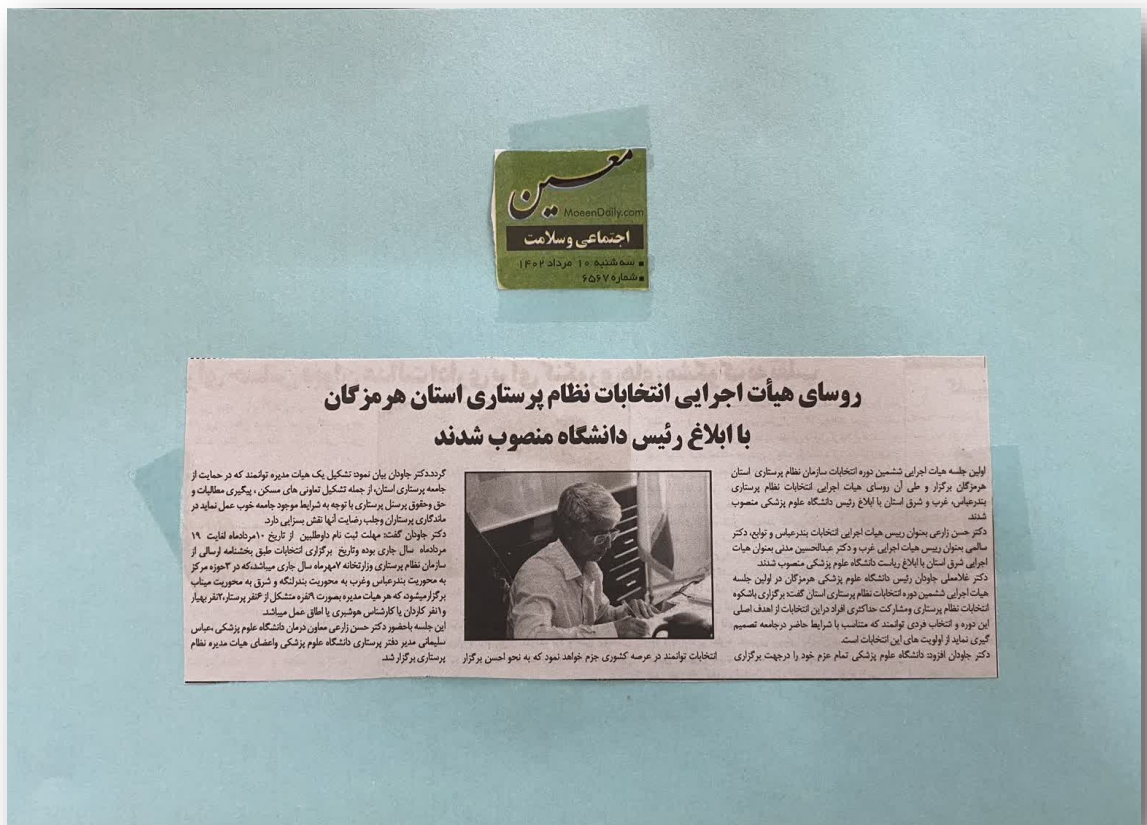 معین
MoeenDaily.com
اجتماعی وسلامت
▪ سه شنبه ۱۰ مرداد ۱۴۰۲
▪ شماره ۶۵۶۷
روسای هیأت اجرایی انتخابات نظام پرستاری استان هرمزگان
با ابلاغ رئیس دانشگاه منصوب شدند
اولین جلسه هیات اجرایی ششمین دوره انتخابات سازمان نظام پرستاری استان
هرمزگان برگزار و طی آن روسای هیات اجرایی انتخابات نظام پرستاری
بندرعباس، غرب و شرق استان با ابلاغ رئیس دانشگاه علوم پزشکی منصوب
شدند.
دکتر حسن زارعی بعنوان رییس هیات اجرایی انتخابات بندرعباس و توابع، دکتر
سالمی بعنوان رییس هیات اجرایی غرب و دکتر عبدالحسین مدنی بعنوان هیات
اجرایی شرق استان با ابلاغ ریاست دانشگاه علوم پزشکی منصوب شدند.
دکتر غلامعلی جاودان رئیس دانشگاه علوم پزشکی هرمزگان در اولین جلسه
هیات اجرایی ششمین دوره انتخابات نظام پرستاری استان گفت: برگزاری باشکوه
انتخابات نظام پرستاری ومشارکت حداکثری افراد دراین انتخابات از اهدف اصلی
این دوره و انتخاب فردی توانمند که متناسب با شرایط حاضر درجامعه تصمیم
گیری نماید از اولویت های این انتخابات است.
دکتر جاودان افزود: دانشگاه علوم پزشکی تمام عزم خود را درجهت برگزاری
انتخابات توانمند در عرصه کشوری جزم خواهد نمود که به نحو احسن برگزار
گردد.دکتر جاودان بیان نمود: تشکیل یک هیات مدیره توانمند که در حمایت از
جامعه پرستاری استان، از جمله تشکیل تعاونی های مسکن ، پیگیری مطالبات و
حق وحقوق پرسنل پرستاری با توجه به شرایط موجود جامعه خوب عمل نماید در
ماندگاری پرستاران وجلب رضایت آنها نقش بسزایی دارد.
دکتر جاودان گفت: مهلت ثبت نام داوطلبین از تاریخ ۱۰مردادماه لغایت ۱۹
مردادماه سال جاری بوده وتاریخ برگزاری انتخابات طبق بخشنامه ارسالی از
سازمان نظام پرستاری وزارتخانه ۷مهرماه سال جاری میباشد،که در ۳حوزه مرکز
به محوریت بندرعباس وغرب به محوریت بندرلنگه و شرق به محوریت میناب
برگزارمیشود، که هر هیات مدیره بصورت ۹نفره متشکل از ۶نفر پرستار،۲نفر بهیار
و ۱نفر کاردان یا کارشناس هوشبری یا اطاق عمل میباشد.
این جلسه باحضور دکتر حسن زارعی معاون درمان دانشگاه علوم پزشکی ،عباس
سلیمانی مدیر دفتر پرستاری دانشگاه علوم پزشکی واعضای هیات مدیره نظام
پرستاری برگزار شد.